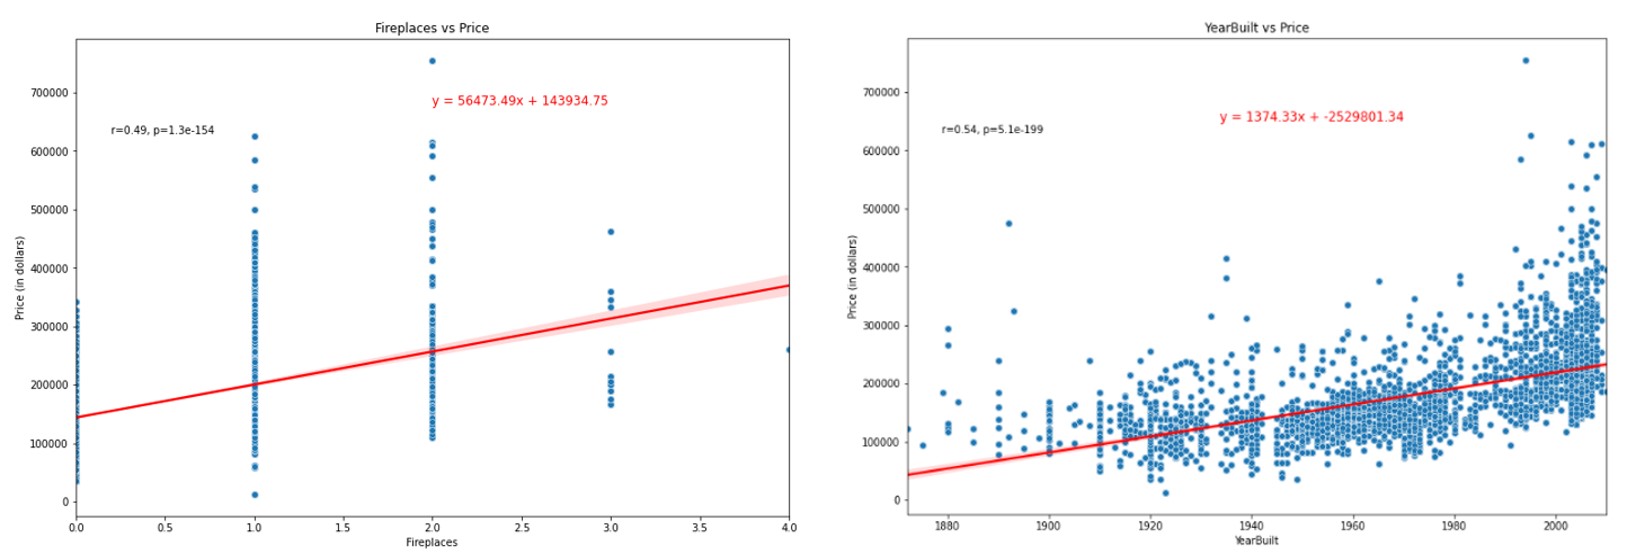 Fireplaces vs Price
700000
600000
500000
400000
300000
200000
100000
0
Price (in dollars)
y = 56473.49x + 143934.75
r=0.49, p=1.3e-154
0.0 0.5 1.0 1.5 2.0 2.5 3.0 3.5 4.0
Fireplaces
YearBuilt vs Price
700000
600000
500000
400000
300000
200000
100000
0
Price (in dollars)
y = 1374.33x + -2529801.34
r=0.54, p=5.1e-199
1880 1900 1920 1940 1960 1980 2000
YearBuilt